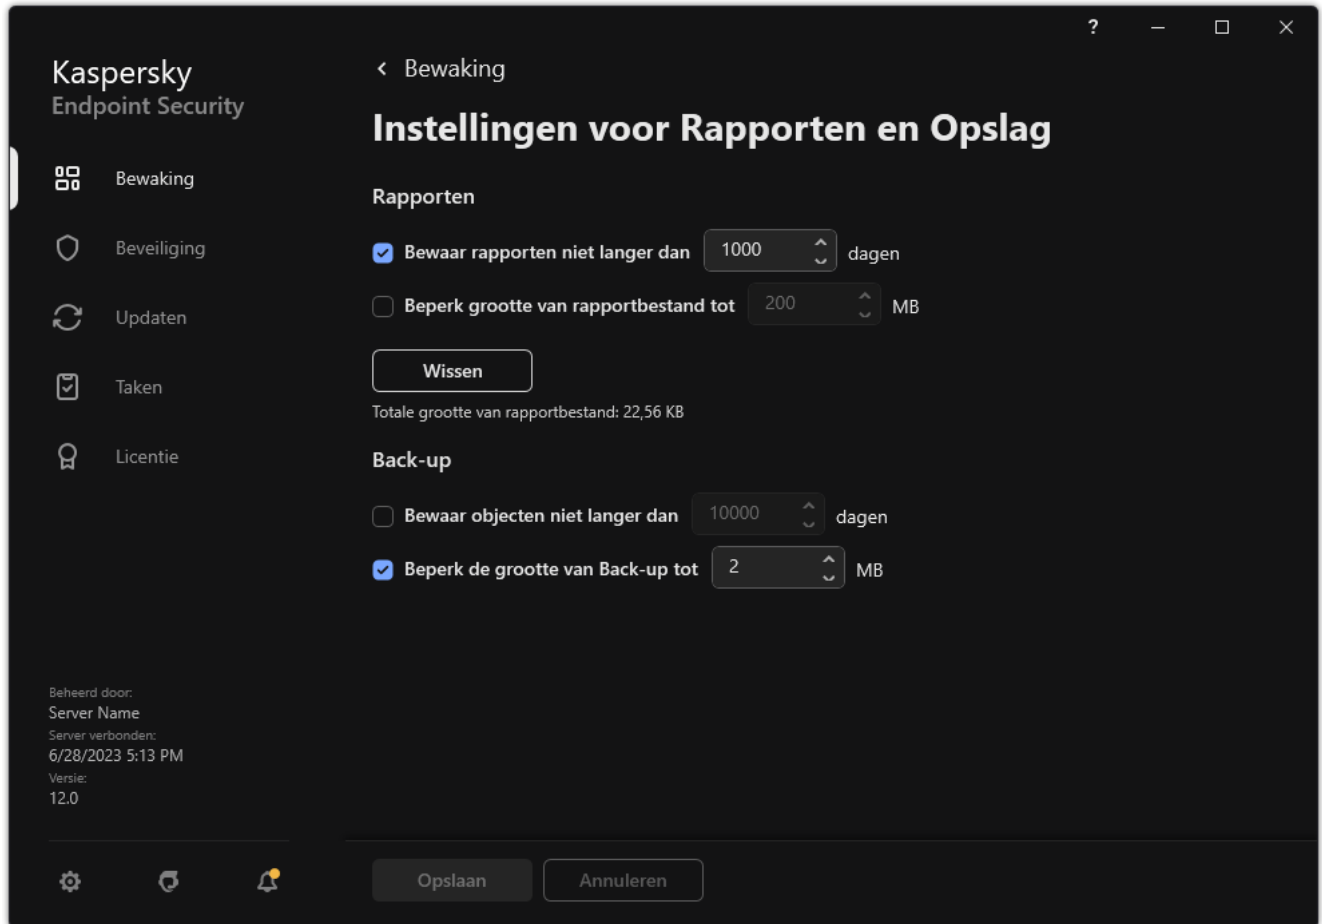 ?
Kaspersky
Endpoint Security
Bewaking
Beveiliging
Updaten
Taken
Licentie
Beheerd door:
Server Name
Server verbonden:
6/28/2023 5:13 PM
Versie:
12.0
Bewaking
Instellingen voor Rapporten en Opslag
Rapporten
Bewaar rapporten niet langer dan 1000 dagen
Beperk grootte van rapportbestand tot 200 MB
Wissen
Totale grootte van rapportbestand: 22,56 KB
Back-up
Bewaar objecten niet langer dan 10000 dagen
Beperk de grootte van Back-up tot 2 MB
Opslaan Annuleren